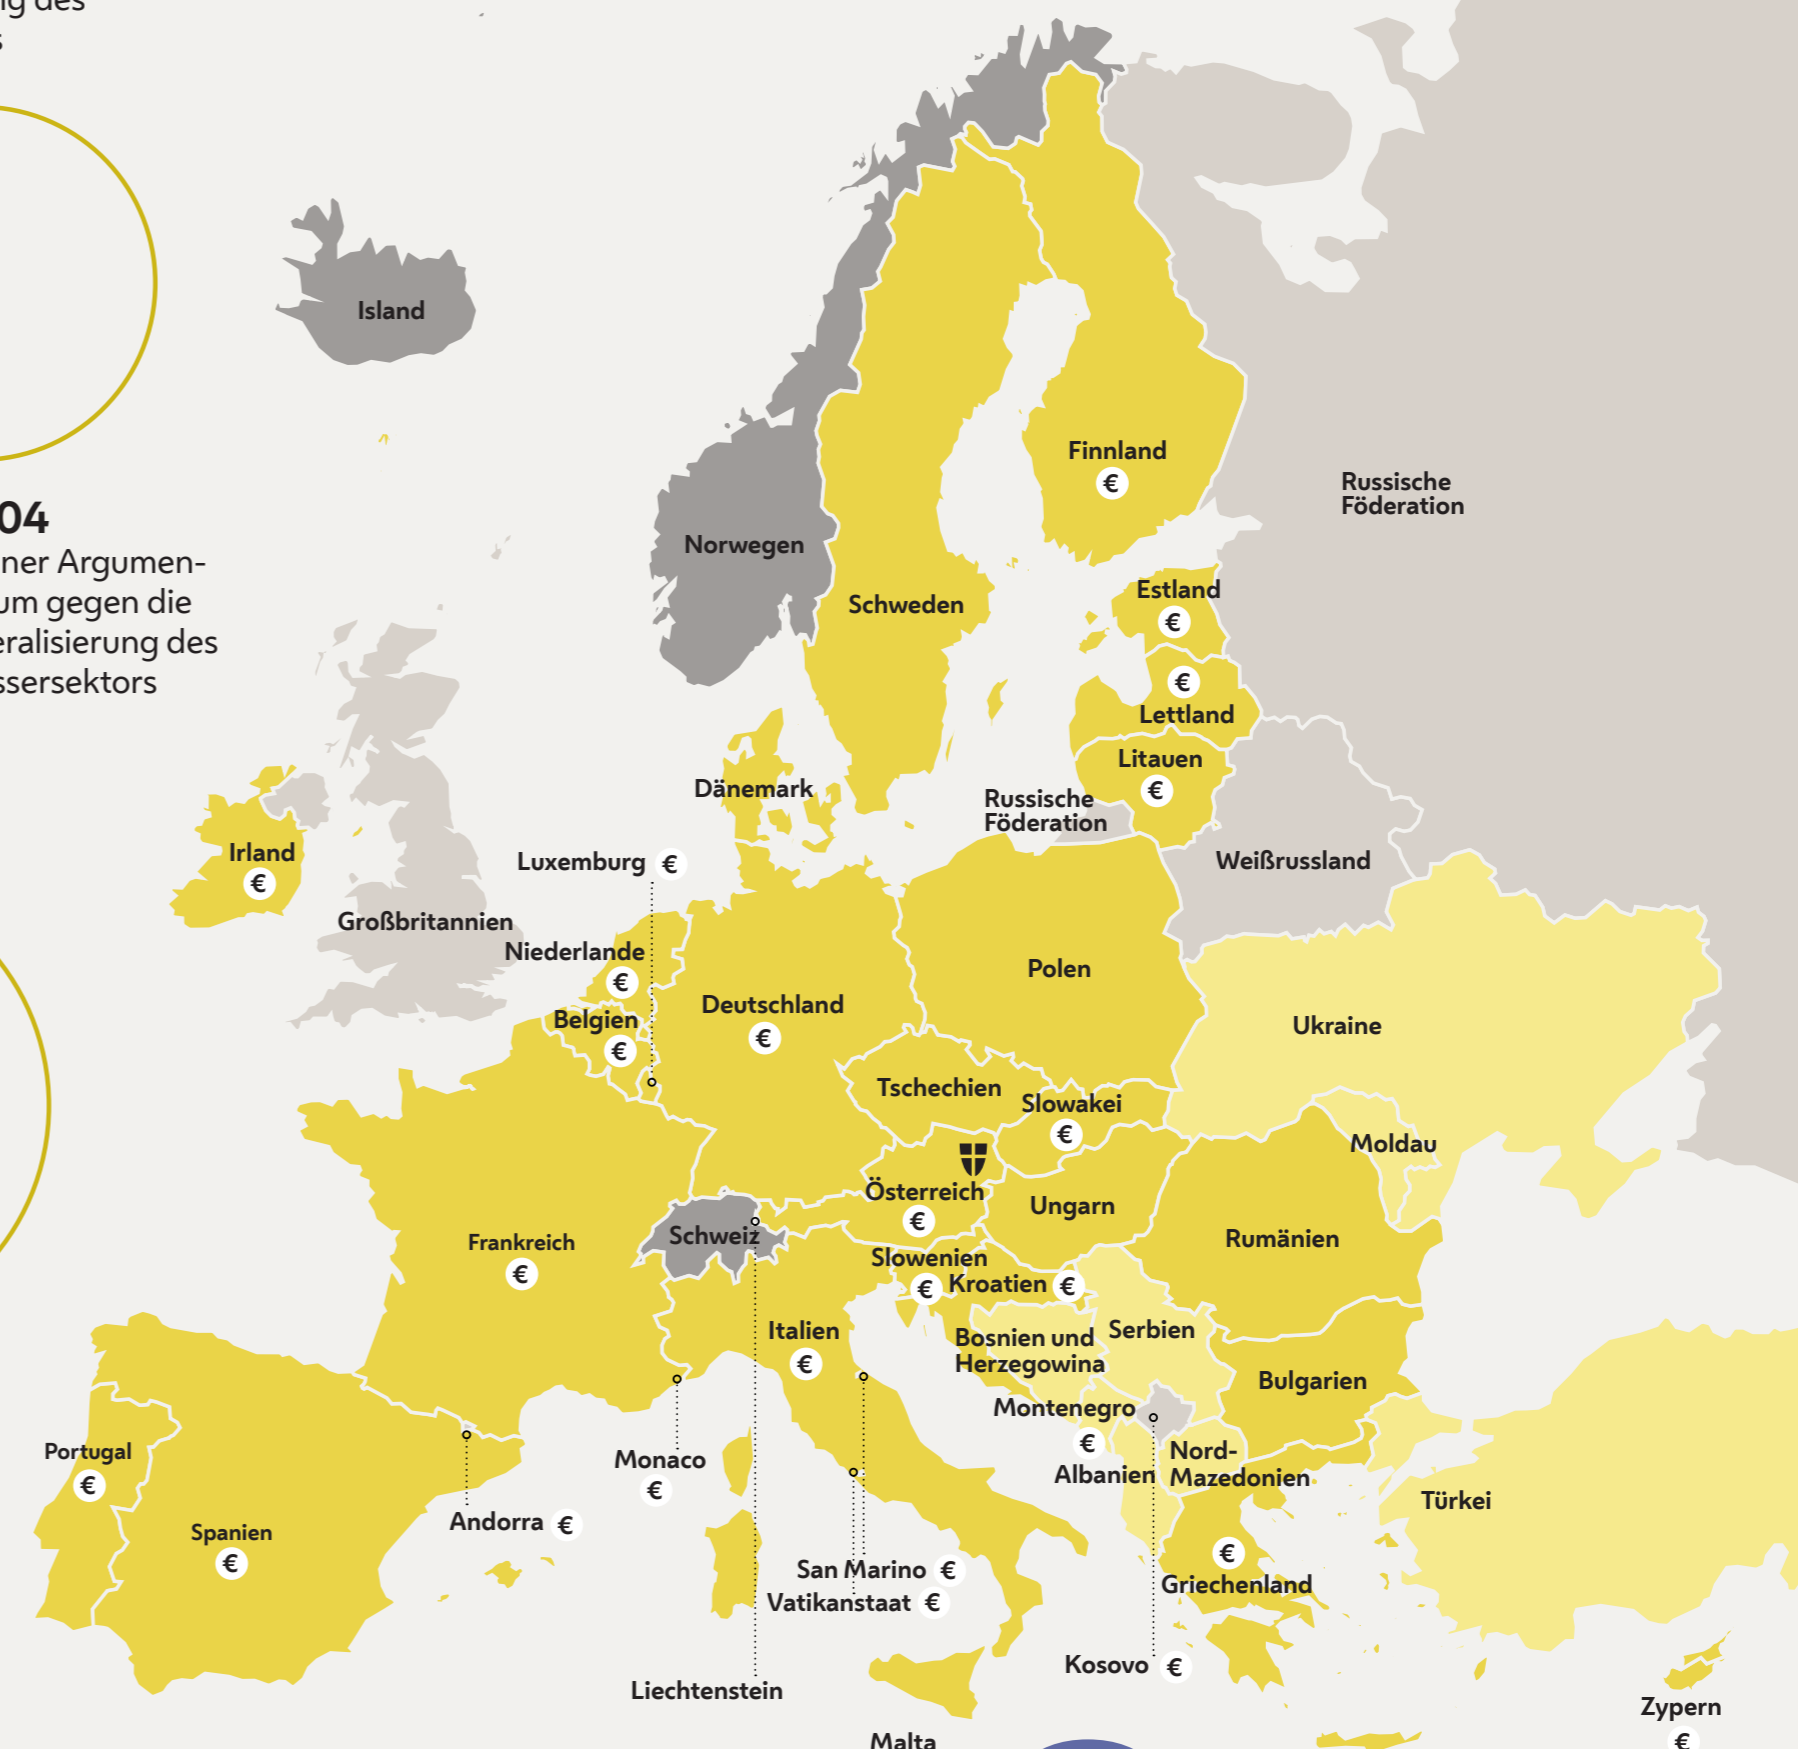 des
04
Argumen-
um gegen die
eralisierung des
ssersektors
Island
Finnland
€
Russische
Föderation
Norwegen
Schweden
Estland
€
€
Lettland
Litauen
€
Dänemark
Russische
Föderation
Irland
€
Luxemburg €
Weißrussland
Großbritannien
Niederlande
€
Polen
Deutschland
€
Belgien
€
Ukraine
Tschechien
Slowakei
€
Moldau
Österreich
€
Ungarn
Schweiz
Frankreich
€
Rumänien
Slowenien
€
Kroatien €
Italien
€
Bosnien und
Herzegowina
Serbien
Bulgarien
Montenegro
€
Portugal
€
Monaco
€
Albanien
Nord-
Mazedonien
Türkei
Andorra €
Spanien
€
San Marino €
Vatikanstaat €
€
Griechenland
Kosovo €
Liechtenstein
Zypern
€
Malta